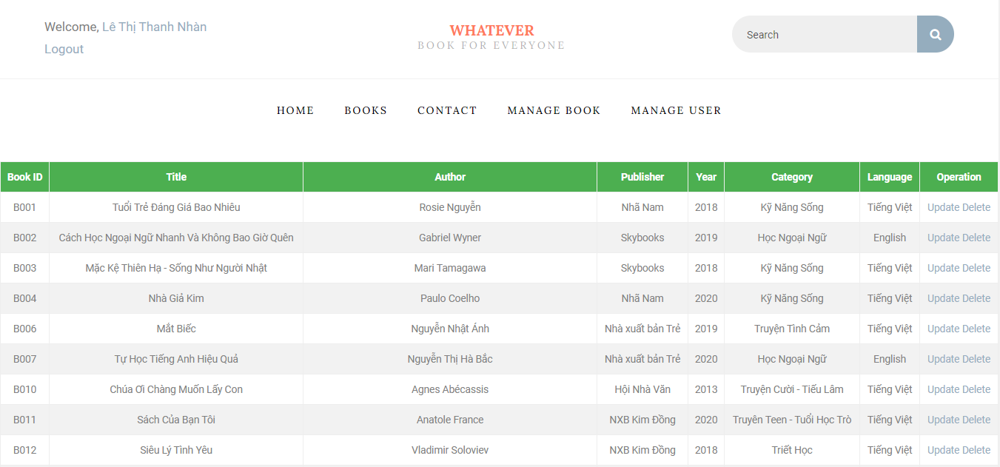 Welcome, Lê Thị Thanh Nhàn
Logout
WHATEVER
BOOK FOR EVERYONE
Search
HOME BOOKS CONTACT MANAGE BOOK MANAGE USER
Book ID Title Author Publisher Year Category Language Operation
B001 Tuổi Trẻ Đáng Giá Bao Nhiêu Rosie Nguyễn Nhã Nam 2018 Kỹ Năng Sống Tiếng Việt Update Delete
B002 Cách Học Ngoại Ngữ Nhanh Và Không Bao Giờ Quên Gabriel Wyner Skybooks 2019 Học Ngoại Ngữ English Update Delete
B003 Mặc Kệ Thiên Hạ - Sống Như Người Nhật Mari Tamagawa Skybooks 2018 Kỹ Năng Sống Tiếng Việt Update Delete
B004 Nhà Giả Kim Paulo Coelho Nhã Nam 2020 Kỹ Năng Sống Tiếng Việt Update Delete
B006 Mắt Biếc Nguyễn Nhật Ánh Nhà xuất bản Trẻ 2019 Truyện Tình Cảm Tiếng Việt Update Delete
B007 Tự Học Tiếng Anh Hiệu Quả Nguyễn Thị Hà Bắc Nhà xuất bản Trẻ 2020 Học Ngoại Ngữ English Update Delete
B010 Chúa Ơi Chàng Muốn Lấy Con Agnes Abécassis Hội Nhà Văn 2013 Truyện Cười - Tiếu Lâm Tiếng Việt Update Delete
B011 Sách Của Bạn Tôi Anatole France NXB Kim Đồng 2020 Truyên Teen - Tuổi Học Trò Tiếng Việt Update Delete
B012 Siêu Lý Tình Yêu Vladimir Soloviev NXB Kim Đồng 2018 Triết Học Tiếng Việt Update Delete